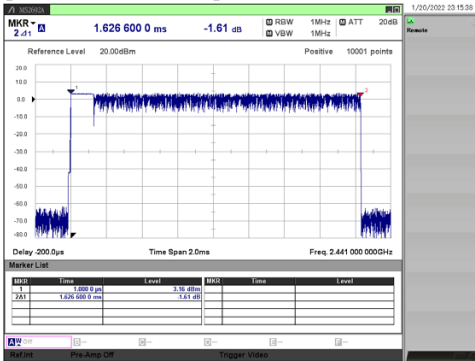 MS2692A
1/20/2022 23:15:38
MKR
2Δ1
1.626 600 0 ms
-1.61 dB
RBW 1MHz
VBW 1MHz
ATT 20dB
Remote
Reference Level 20.00dBm
Positive 10001 points
20.0
10.0
0.0
-10.0
-20.0
-30.0
-40.0
-50.0
-60.0
-70.0
-80.0
1
2
Delay -200.0µs
Time Span 2.0ms
Freq. 2.441 000 000GHz
Marker List
MKR Time Level MKR Time Level
1 1.000 0 µs 3.16 dBm
2Δ1 1.626 600 0 ms -1.61 dB
Off
Ref.Int Pre-Amp Off Trigger Video